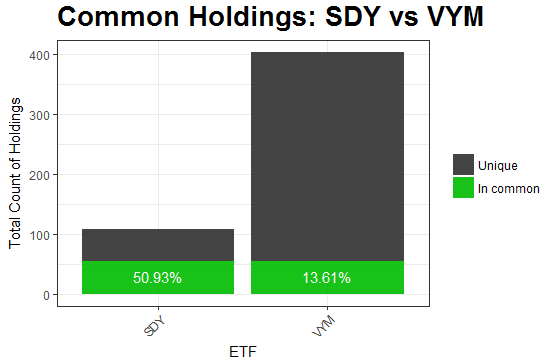 Common Holdings: SDY vs VYM
Total Count of Holdings
400
300
200
100
0
50.93%
13.61%
SDY
VYM
ETF
Unique
In common